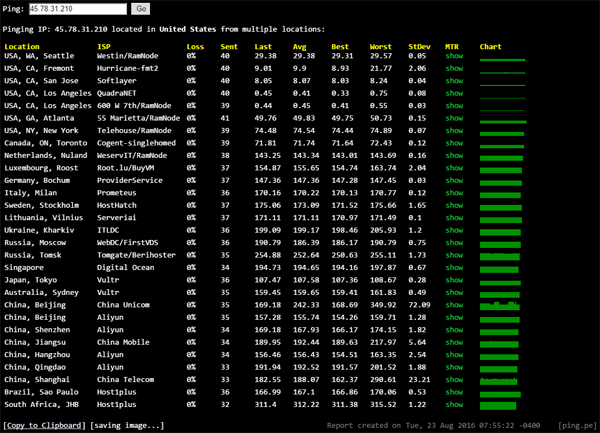 Ping: 45.78.31.210 Go
Pinging IP: 45.78.31.210 located in United States from multiple locations:
Location ISP Loss Sent Last Avg Best Worst StDev MTR Chart
USA, WA, Seattle Westin/RamNode 0% 40 29.38 29.38 29.31 29.57 0.05 show
USA, CA, Fremont Hurricane-fmt2 0% 40 9.01 9.9 8.93 21.77 2.06 show
USA, CA, San Jose Softlayer 0% 40 8.05 8.07 8.03 8.24 0.04 show
USA, CA, Los Angeles QuadraNET 0% 40 0.45 0.41 0.33 0.75 0.08 show
USA, CA, Los Angeles 600 W 7th/RamNode 0% 39 0.44 0.45 0.41 0.55 0.03 show
USA, GA, Atlanta 55 Marietta/RamNode 0% 41 49.76 49.83 49.75 50.73 0.15 show
USA, NY, New York Telehouse/RamNode 0% 39 74.48 74.54 74.44 74.89 0.07 show
Canada, ON, Toronto Cogent-singlehomed 0% 39 71.81 71.74 71.64 72.43 0.12 show
Netherlands, Nuland WeservIT/RamNode 0% 38 143.25 143.34 143.01 143.69 0.16 show
Luxembourg, Roost Root.lu/BuyVM 0% 37 154.87 155.65 154.74 163.74 2.04 show
Germany, Bochum ProviderService 0% 37 147.36 147.36 147.28 147.45 0.03 show
Italy, Milan Prometeus 0% 36 170.16 170.22 170.13 170.77 0.12 show
Sweden, Stockholm HostHatch 0% 37 175.06 173.09 171.52 175.66 1.65 show
Lithuania, Vilnius Serveriai 0% 37 171.11 171.11 170.97 171.49 0.1 show
Ukraine, Kharkiv ITLDC 0% 36 199.09 199.17 198.46 205.93 1.2 show
Russia, Moscow WebDC/FirstVDS 0% 36 190.79 186.39 186.17 190.79 0.75 show
Russia, Tomsk Tomgate/Berihoster 0% 35 254.88 252.64 250.63 255.11 1.73 show
Singapore Digital Ocean 0% 34 194.73 194.65 194.16 197.87 0.67 show
Japan, Tokyo Vultr 0% 36 107.47 107.58 107.36 108.67 0.28 show
Australia, Sydney Vultr 0% 35 159.45 159.65 159.41 161.83 0.49 show
China, Beijing China Unicom 0% 35 169.18 242.33 168.69 349.92 72.09 show
China, Beijing Aliyun 0% 35 157.28 155.74 154.26 159.71 1.28 show
China, Shenzhen Aliyun 0% 34 169.18 167.93 166.17 174.15 1.82 show
China, Jiangsu China Mobile 0% 34 189.95 192.44 189.63 217.97 5.64 show
China, Hangzhou Aliyun 0% 34 156.46 156.43 154.51 163.35 2.54 show
China, Qingdao Aliyun 0% 33 191.94 192.52 191.57 201.52 1.88 show
China, Shanghai China Telecom 0% 33 182.55 188.07 162.37 290.61 23.21 show
Brazil, Sao Paulo Host1plus 0% 36 166.99 167.1 166.86 170.06 0.53 show
South Africa, JHB Host1plus 0% 32 311.4 312.22 311.38 315.52 1.22 show
[Copy to Clipboard] [saving image...] Report created on Tue, 23 Aug 2016 07:55:22 -0400 [ping.pe]